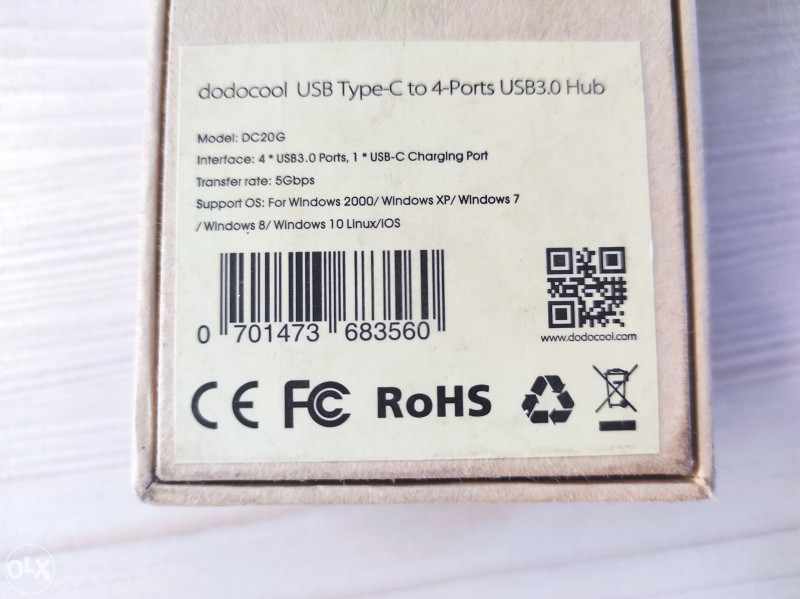 dodocool USB Type-C to 4-Ports USB3.0 Hub
Model: DC20G
Interface: 4 * USB3.0 Ports, 1 * USB-C Charging Port
Transfer rate: 5Gbps
Support OS: For Windows 2000/ Windows XP/ Windows 7
/ Windows 8/ Windows 10 Linux/iOS
0 701473 683560
www.dodocool.com
CE FC RoHS
OLX